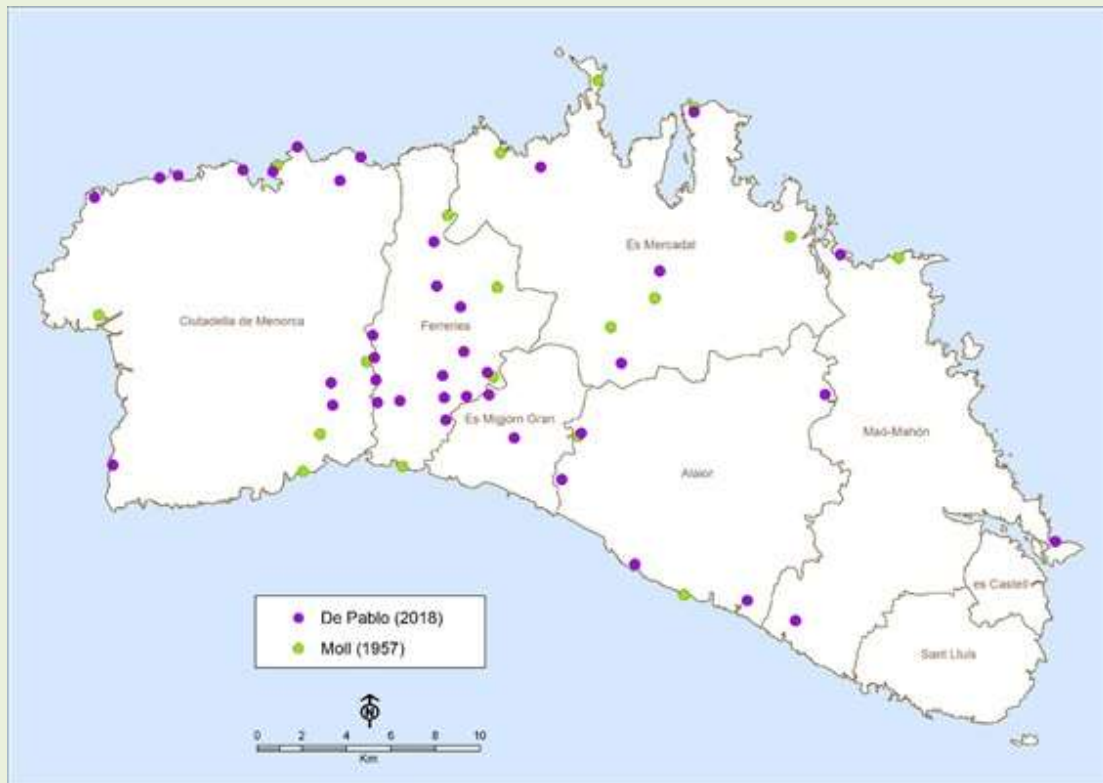 Es Mercadal
Ciutadella de Menorca
Ferreries
Es Migjorn Gran
Maó-Mahón
Alaior
es Castell
Sant Lluís
De Pablo (2018)
Moll (1957)
N
0 2 4 6 8 10
Km